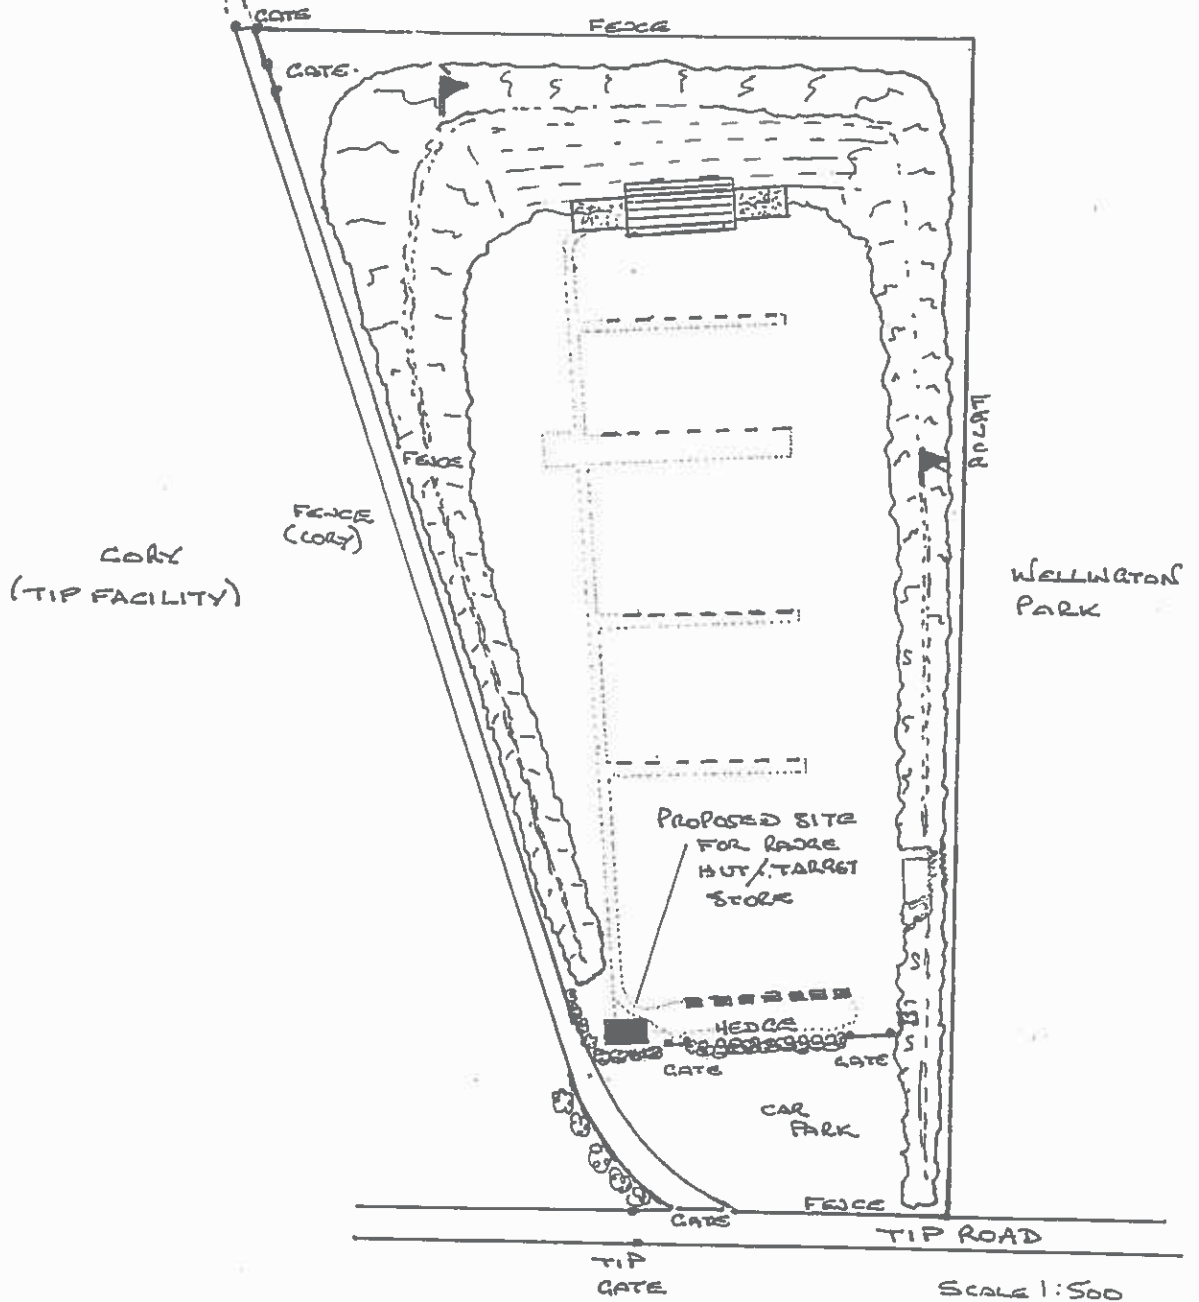 GATE
FENCE
GATE.
PALING
FENCE
FENCE
(CORY)
CORY
(TIP FACILITY)
WELLINGTON
PARK
PROPOSED SITE
FOR RANGE
HUT/TARGET
STORE
HEDGE
GATE
GATE
CAR
PARK
FENCE
GATE
TIP ROAD
TIP
GATE
SCALE 1:500